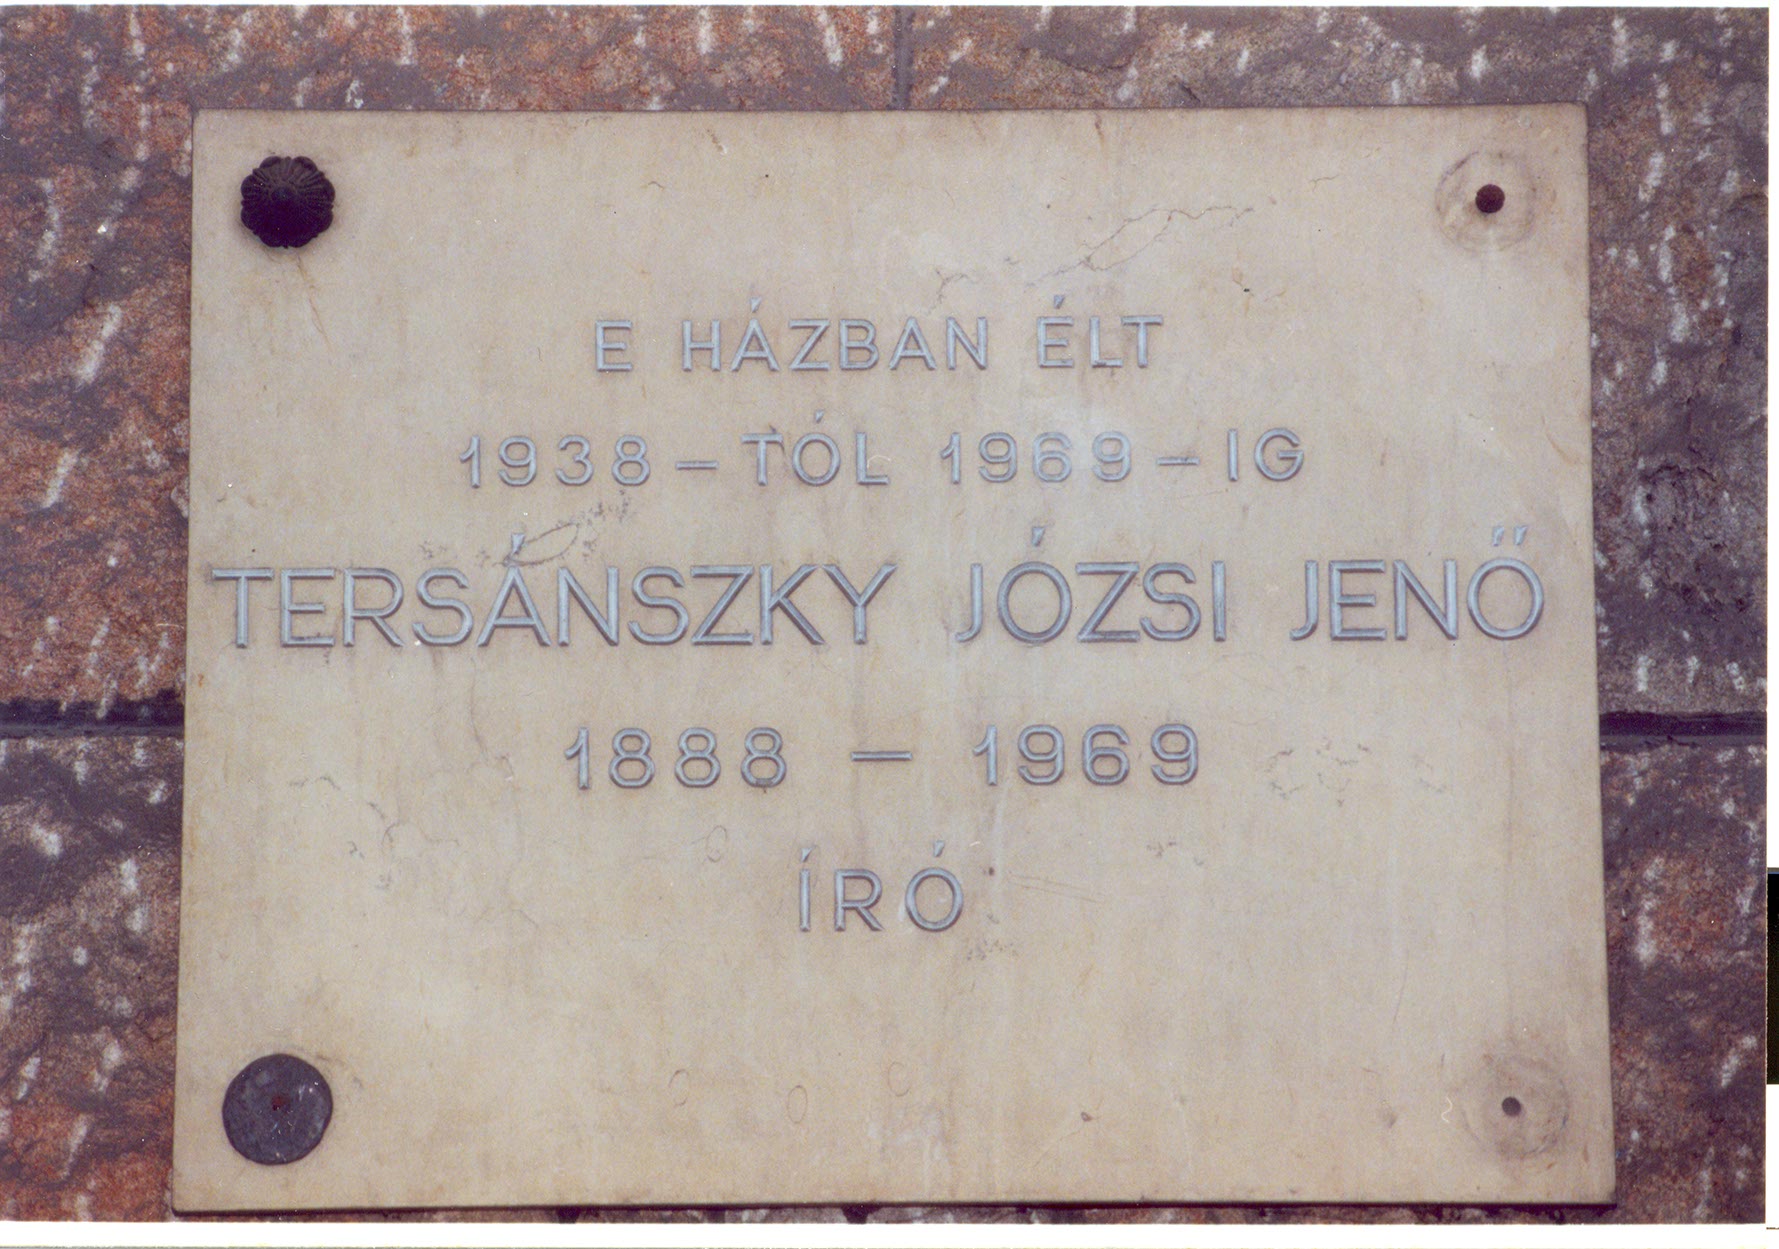 E HÁZBAN ÉLT
1938-TÓL 1969-IG
TERSÁNSZKY JÓZSI JENŐ
1888 - 1969
ÍRÓ